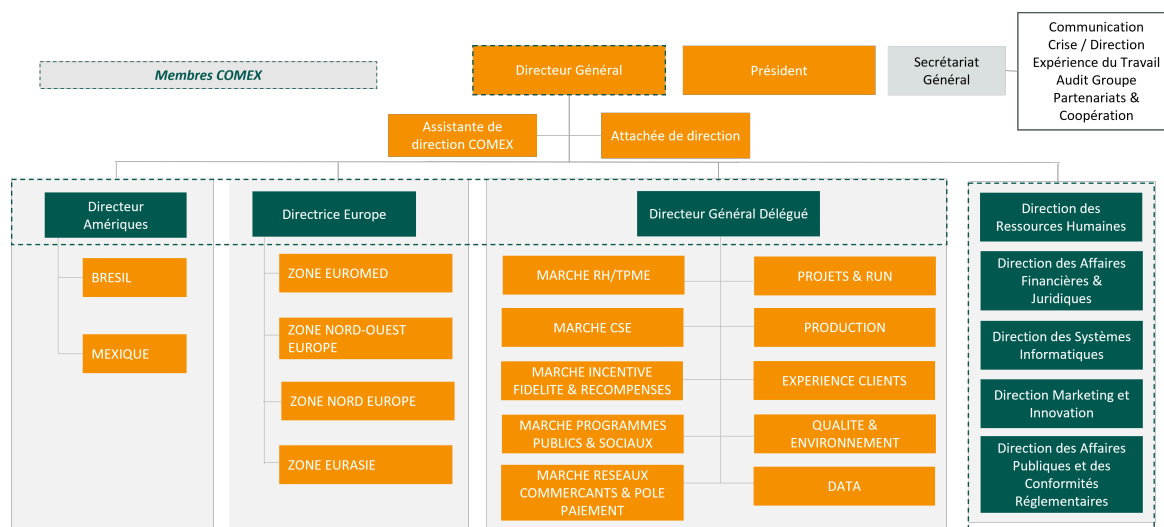 Communication
Crise / Direction
Expérience du Travail
Audit Groupe
Partenariats &
Coopération
Membres COMEX
Directeur Général
Président
Secrétariat
Général
Assistante de
direction COMEX
Attachée de direction
Directeur
Amériques
BRESIL
MEXIQUE
Directrice Europe
ZONE EUROMED
ZONE NORD-OUEST
EUROPE
ZONE NORD EUROPE
ZONE EURASIE
Directeur Général Délégué
MARCHE RH/TPME
MARCHE CSE
MARCHE INCENTIVE
FIDELITE & RECOMPENSES
MARCHE PROGRAMMES
PUBLICS & SOCIAUX
MARCHE RESEAUX
COMMERCANTS & POLE
PAIEMENT
PROJETS & RUN
PRODUCTION
EXPERIENCE CLIENTS
QUALITE &
ENVIRONNEMENT
DATA
Direction des
Ressources Humaines
Direction des Affaires
Financières &
Juridiques
Direction des Systèmes
Informatiques
Direction Marketing et
Innovation
Direction des Affaires
Publiques et des
Conformités
Réglementaires